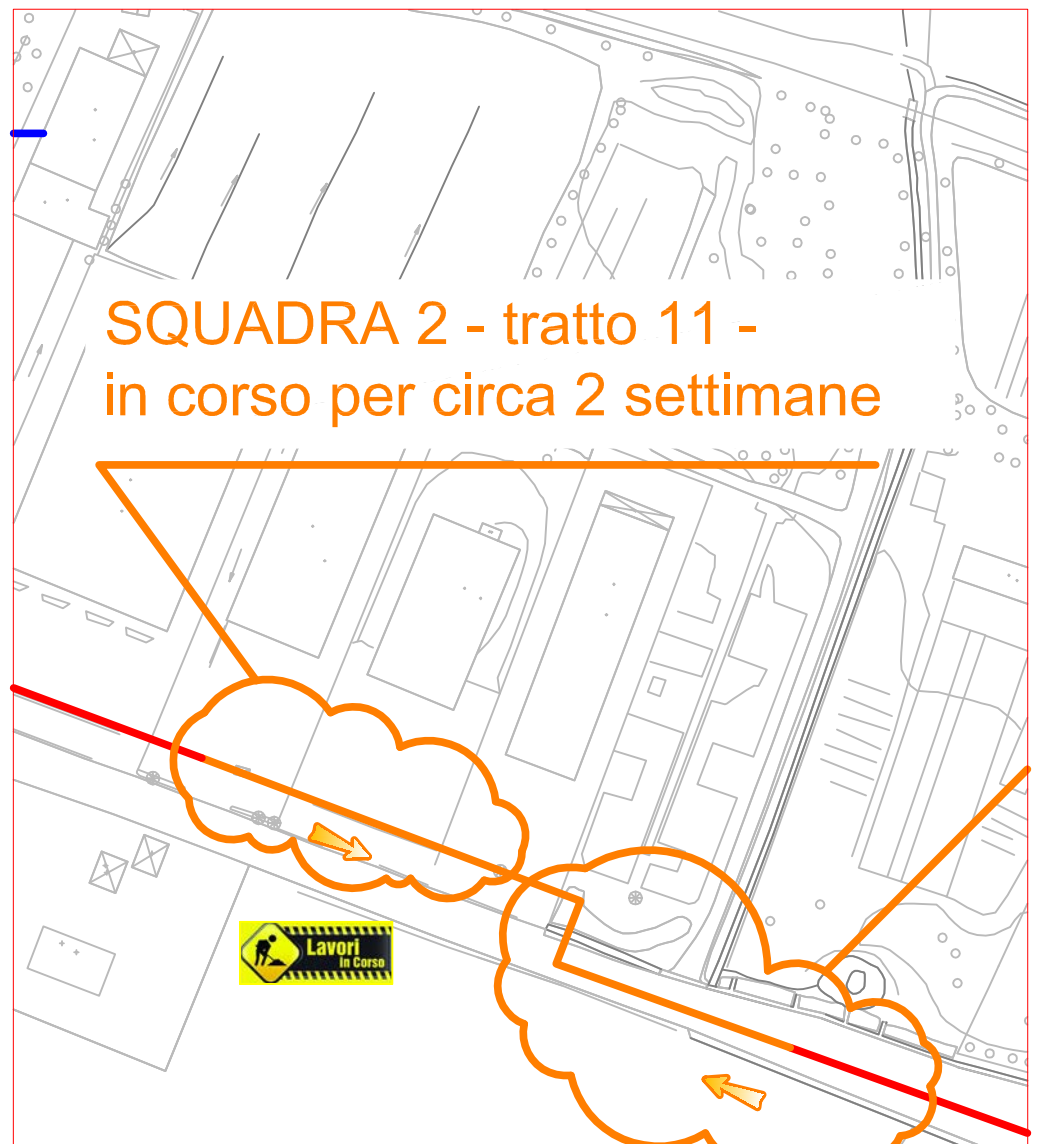 SQUADRA 2 - tratto 11 -
in corso per circa 2 settimane
Lavori
in Corso